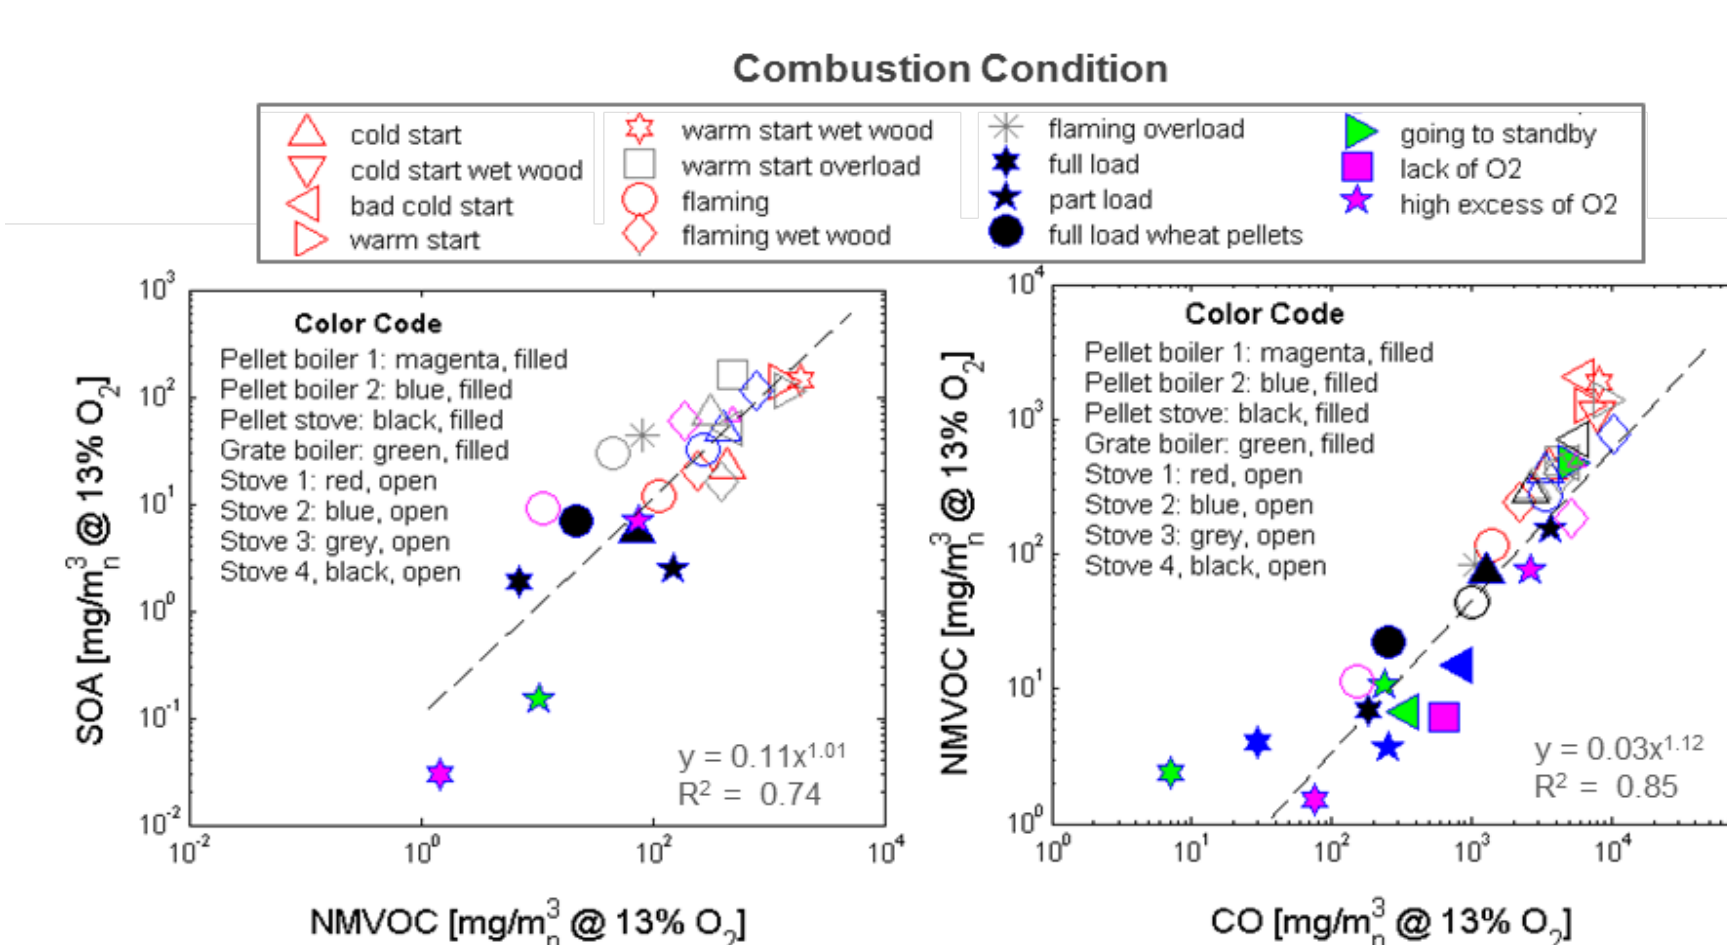 Combustion Condition
cold start
cold start wet wood
bad cold start
warm start
warm start wet wood
warm start overload
flaming
flaming wet wood
flaming overload
full load
part load
full load wheat pellets
going to standby
lack of O2
high excess of O2
SOA [mg/m³ₙ @ 13% O₂]
10³
10²
10¹
10⁰
10⁻¹
10⁻²
Color Code
Pellet boiler 1: magenta, filled
Pellet boiler 2: blue, filled
Pellet stove: black, filled
Grate boiler: green, filled
Stove 1: red, open
Stove 2: blue, open
Stove 3: grey, open
Stove 4, black, open
y = 0.11x¹·⁰¹
R² = 0.74
10⁻² 10⁰ 10² 10⁴
NMVOC [mg/m³ₙ @ 13% O₂]
NMVOC [mg/m³ₙ @ 13% O₂]
10⁴
10³
10²
10¹
10⁰
Color Code
Pellet boiler 1: magenta, filled
Pellet boiler 2: blue, filled
Pellet stove: black, filled
Grate boiler: green, filled
Stove 1: red, open
Stove 2: blue, open
Stove 3: grey, open
Stove 4, black, open
y = 0.03x¹·¹²
R² = 0.85
10⁰ 10¹ 10² 10³ 10⁴
CO [mg/m³ₙ @ 13% O₂]